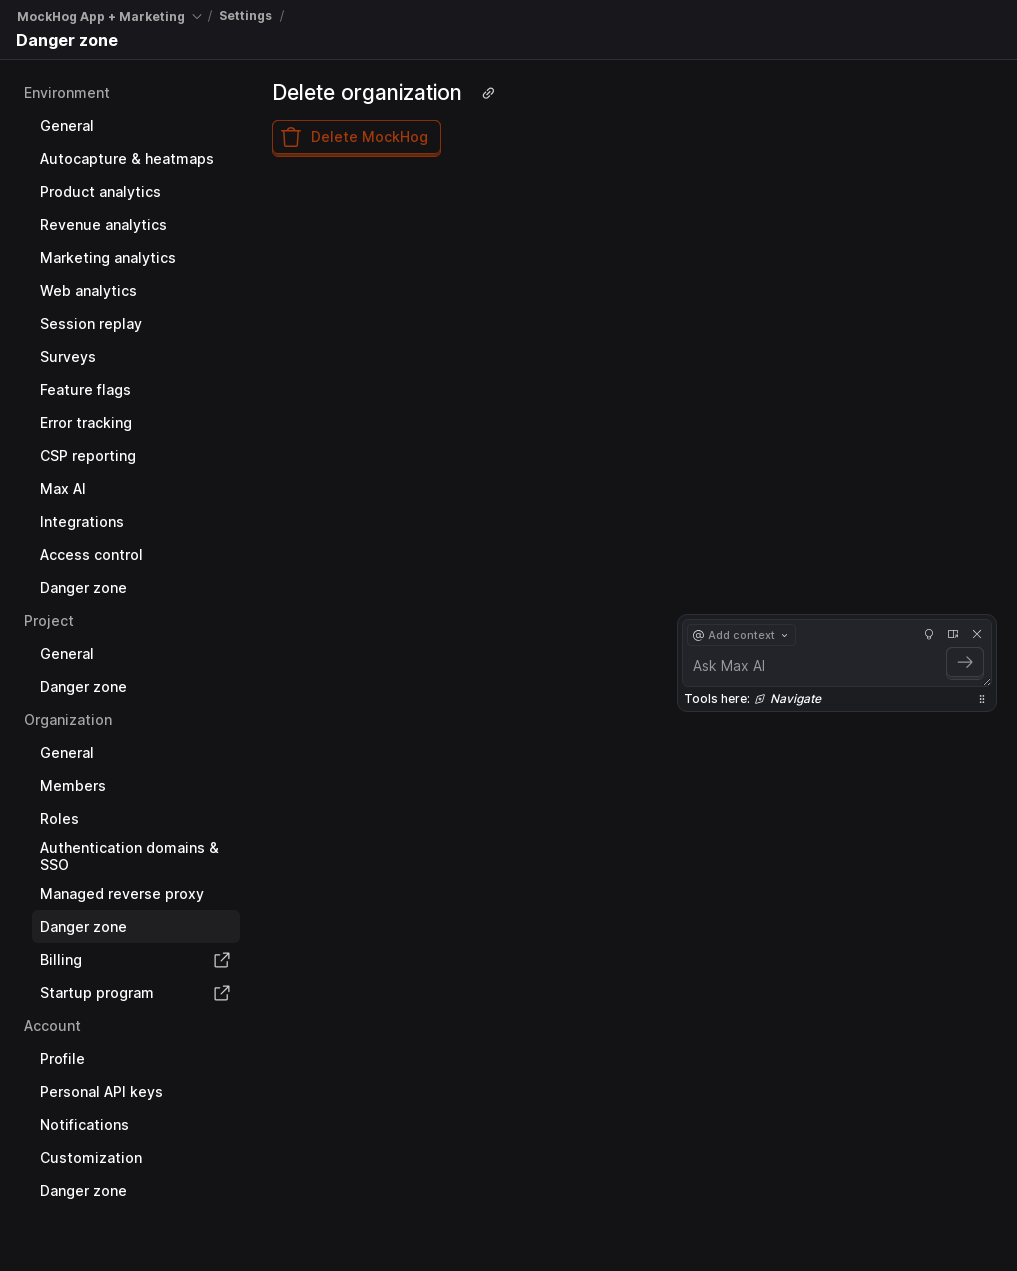 MockHog App + Marketing / Settings /
Danger zone
Environment
General
Autocapture & heatmaps
Product analytics
Revenue analytics
Marketing analytics
Web analytics
Session replay
Surveys
Feature flags
Error tracking
CSP reporting
Max AI
Integrations
Access control
Danger zone
Project
General
Danger zone
Organization
General
Members
Roles
Authentication domains &
SSO
Managed reverse proxy
Danger zone
Billing
Startup program
Account
Profile
Personal API keys
Notifications
Customization
Danger zone
Delete organization
Delete MockHog
@ Add context
Ask Max AI
Tools here: Navigate